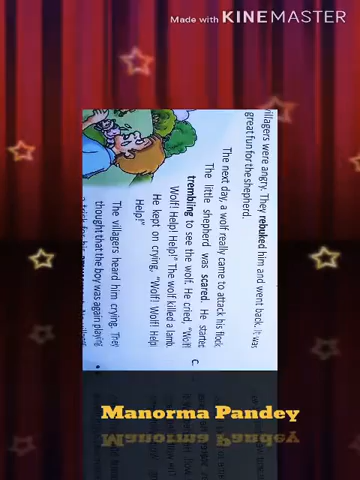 Made with KINEMASTER
villagers were angry. They rebuked him and went back. It was
great fun for the shepherd.
The next day, a wolf really came to attack his flock
The little shepherd was scared. He starte
trembling to see the wolf. He cried, "Wolf!
Wolf! Help! Help!" The wolf killed a lamb.
He kept on crying, "Wolf! Wolf! Help
Help!"
The villagers heard him crying. They
thought that the boy was again playing
C.
Manorma Pandey